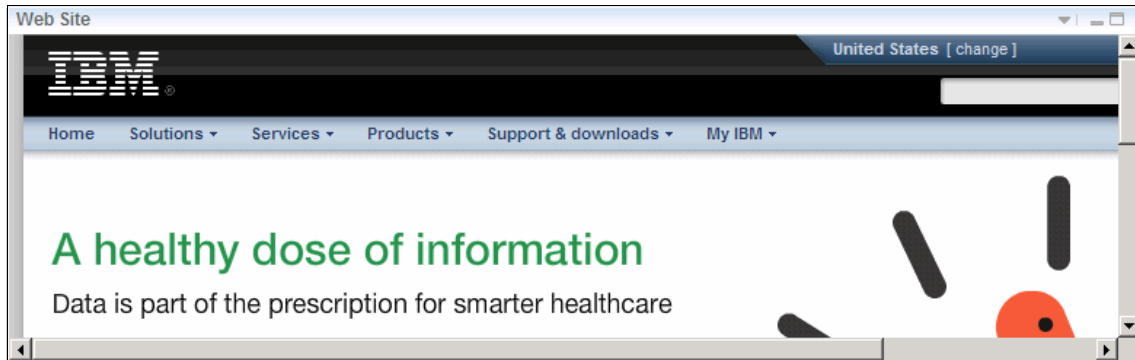 Web Site
United States [ change ]
IBM®
Home Solutions Services Products Support & downloads My IBM
A healthy dose of information
Data is part of the prescription for smarter healthcare